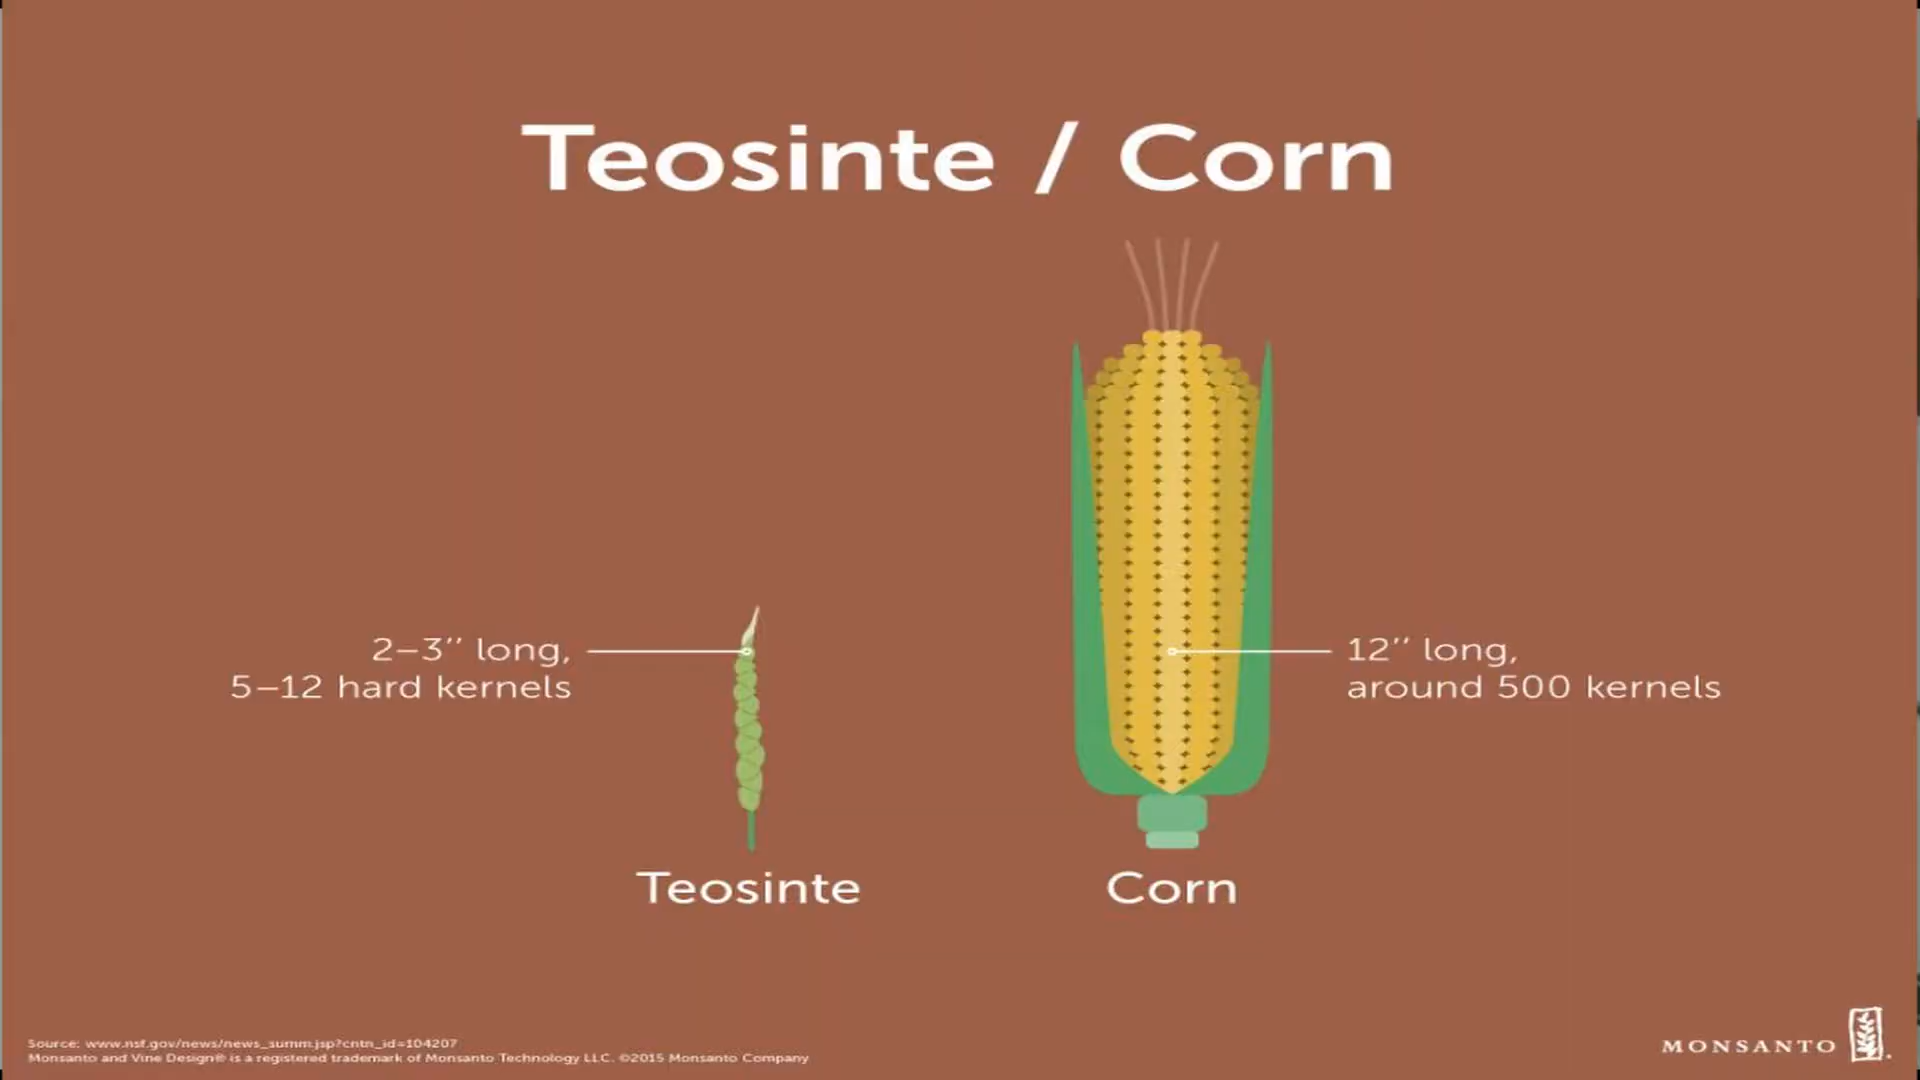 Teosinte / Corn
2–3’’ long,
5–12 hard kernels
12’’ long,
around 500 kernels
Teosinte
Corn
Source: www.nsf.gov/news/news_summ.jsp?cntn_id=104207
Monsanto and Vine Design® is a registered trademark of Monsanto Technology LLC. ©2015 Monsanto Company
MONSANTO